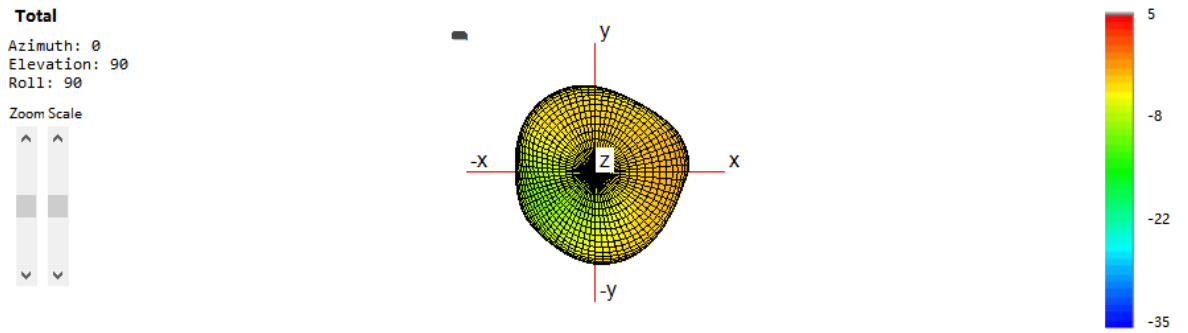 Total
Azimuth: 0
Elevation: 90
Roll: 90
Zoom Scale
y
-x
z
x
-y
5
-8
-22
-35